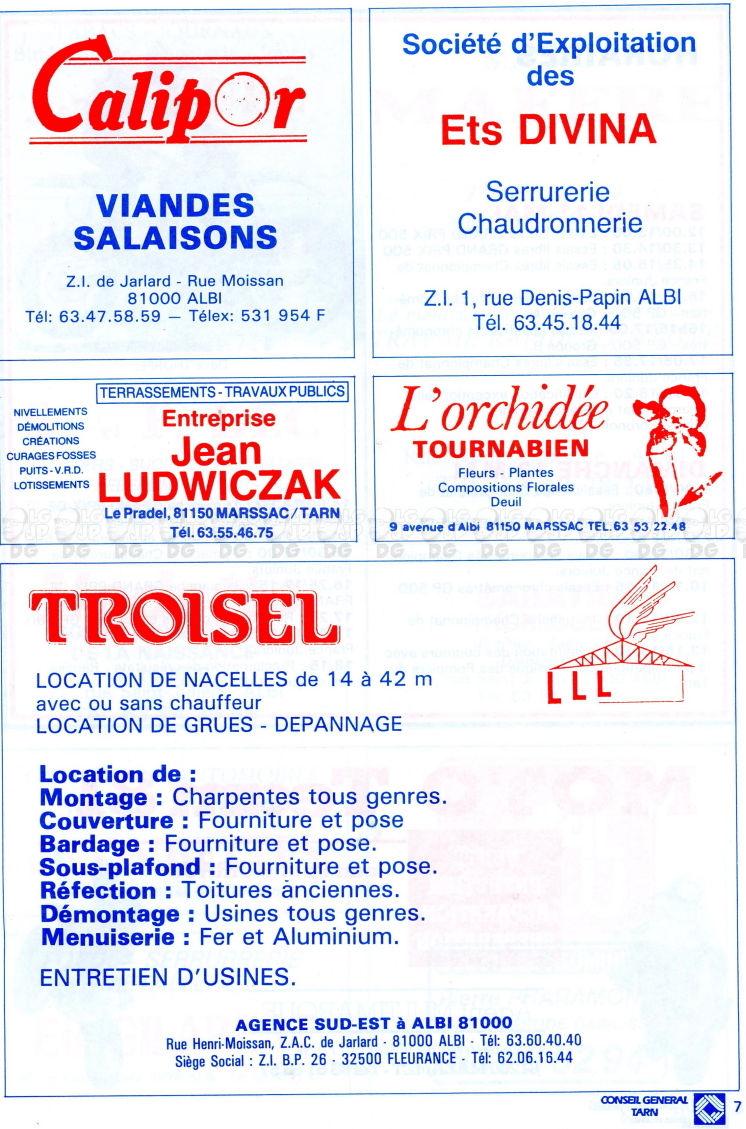 Calipor
VIANDES
SALAISONS
Z.I. de Jarlard - Rue Moissan
81000 ALBI
Tél: 63.47.58.59 — Télex: 531 954 F
Société d'Exploitation
des
Ets DIVINA
Serrurerie
Chaudronnerie
Z.I. 1, rue Denis-Papin ALBI
Tél. 63.45.18.44
TERRASSEMENTS - TRAVAUX PUBLICS
NIVELLEMENTS
DÉMOLITIONS
CRÉATIONS
CURAGES FOSSES
PUITS - V.R.D.
LOTISSEMENTS
Entreprise
Jean
LUDWICZAK
Le Pradel, 81150 MARSSAC/TARN
Tél. 63.55.46.75
L'orchidée
TOURNABIEN
Fleurs - Plantes
Compositions Florales
Deuil
9 avenue d'Albi 81150 MARSSAC TEL. 63 53 22.48
TROISEL
LLL
LOCATION DE NACELLES de 14 à 42 m
avec ou sans chauffeur
LOCATION DE GRUES - DEPANNAGE
Location de :
Montage : Charpentes tous genres.
Couverture : Fourniture et pose
Bardage : Fourniture et pose.
Sous-plafond : Fourniture et pose.
Réfection : Toitures anciennes.
Démontage : Usines tous genres.
Menuiserie : Fer et Aluminium.
ENTRETIEN D'USINES.
AGENCE SUD-EST à ALBI 81000
Rue Henri-Moissan, Z.A.C. de Jarlard - 81000 ALBI - Tél: 63.60.40.40
Siège Social : Z.I. B.P. 26 - 32500 FLEURANCE - Tél: 62.06.16.44
CONSEIL GENERAL
TARN
7